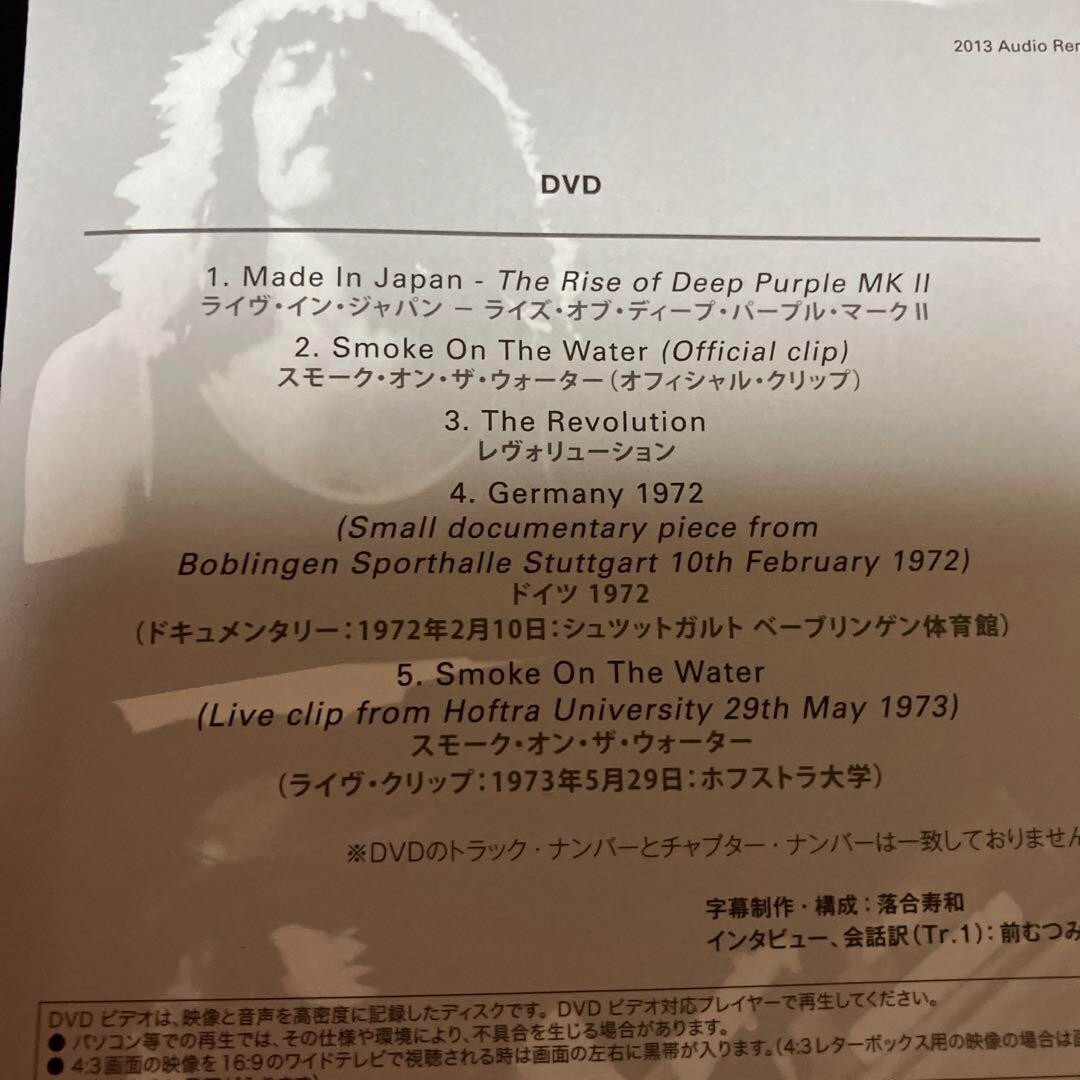 2013 Audio
DVD
1. Made In Japan - The Rise of Deep Purple MK II
ライヴ・イン・ジャパン － ライズ・オブ・ディープ・パープル・マークⅡ
2. Smoke On The Water (Official clip)
スモーク・オン・ザ・ウォーター（オフィシャル・クリップ）
3. The Revolution
レヴォリューション
4. Germany 1972
(Small documentary piece from
Boblingen Sporthalle Stuttgart 10th February 1972)
ドイツ 1972
（ドキュメンタリー：1972年2月10日：シュツットガルト ベーブリンゲン体育館）
5. Smoke On The Water
(Live clip from Hoftra University 29th May 1973)
スモーク・オン・ザ・ウォーター
（ライヴ・クリップ：1973年5月29日：ホフストラ大学）
※DVDのトラック・ナンバーとチャプター・ナンバーは一致しておりません
字幕制作・構成：落合寿和
インタビュー、会話訳（Tr.1）：前むつみ
DVD ビデオは、映像と音声を高密度に記録したディスクです。DVD ビデオ対応プレイヤーで再生してください。
● パソコン等での再生では、その仕様や環境により、不具合を生じる場合があります。
● 4:3画面の映像を16:9のワイドテレビで視聴される時は画面の左右に黒帯が入ります。（4:3レターボックス用の映像の場合は